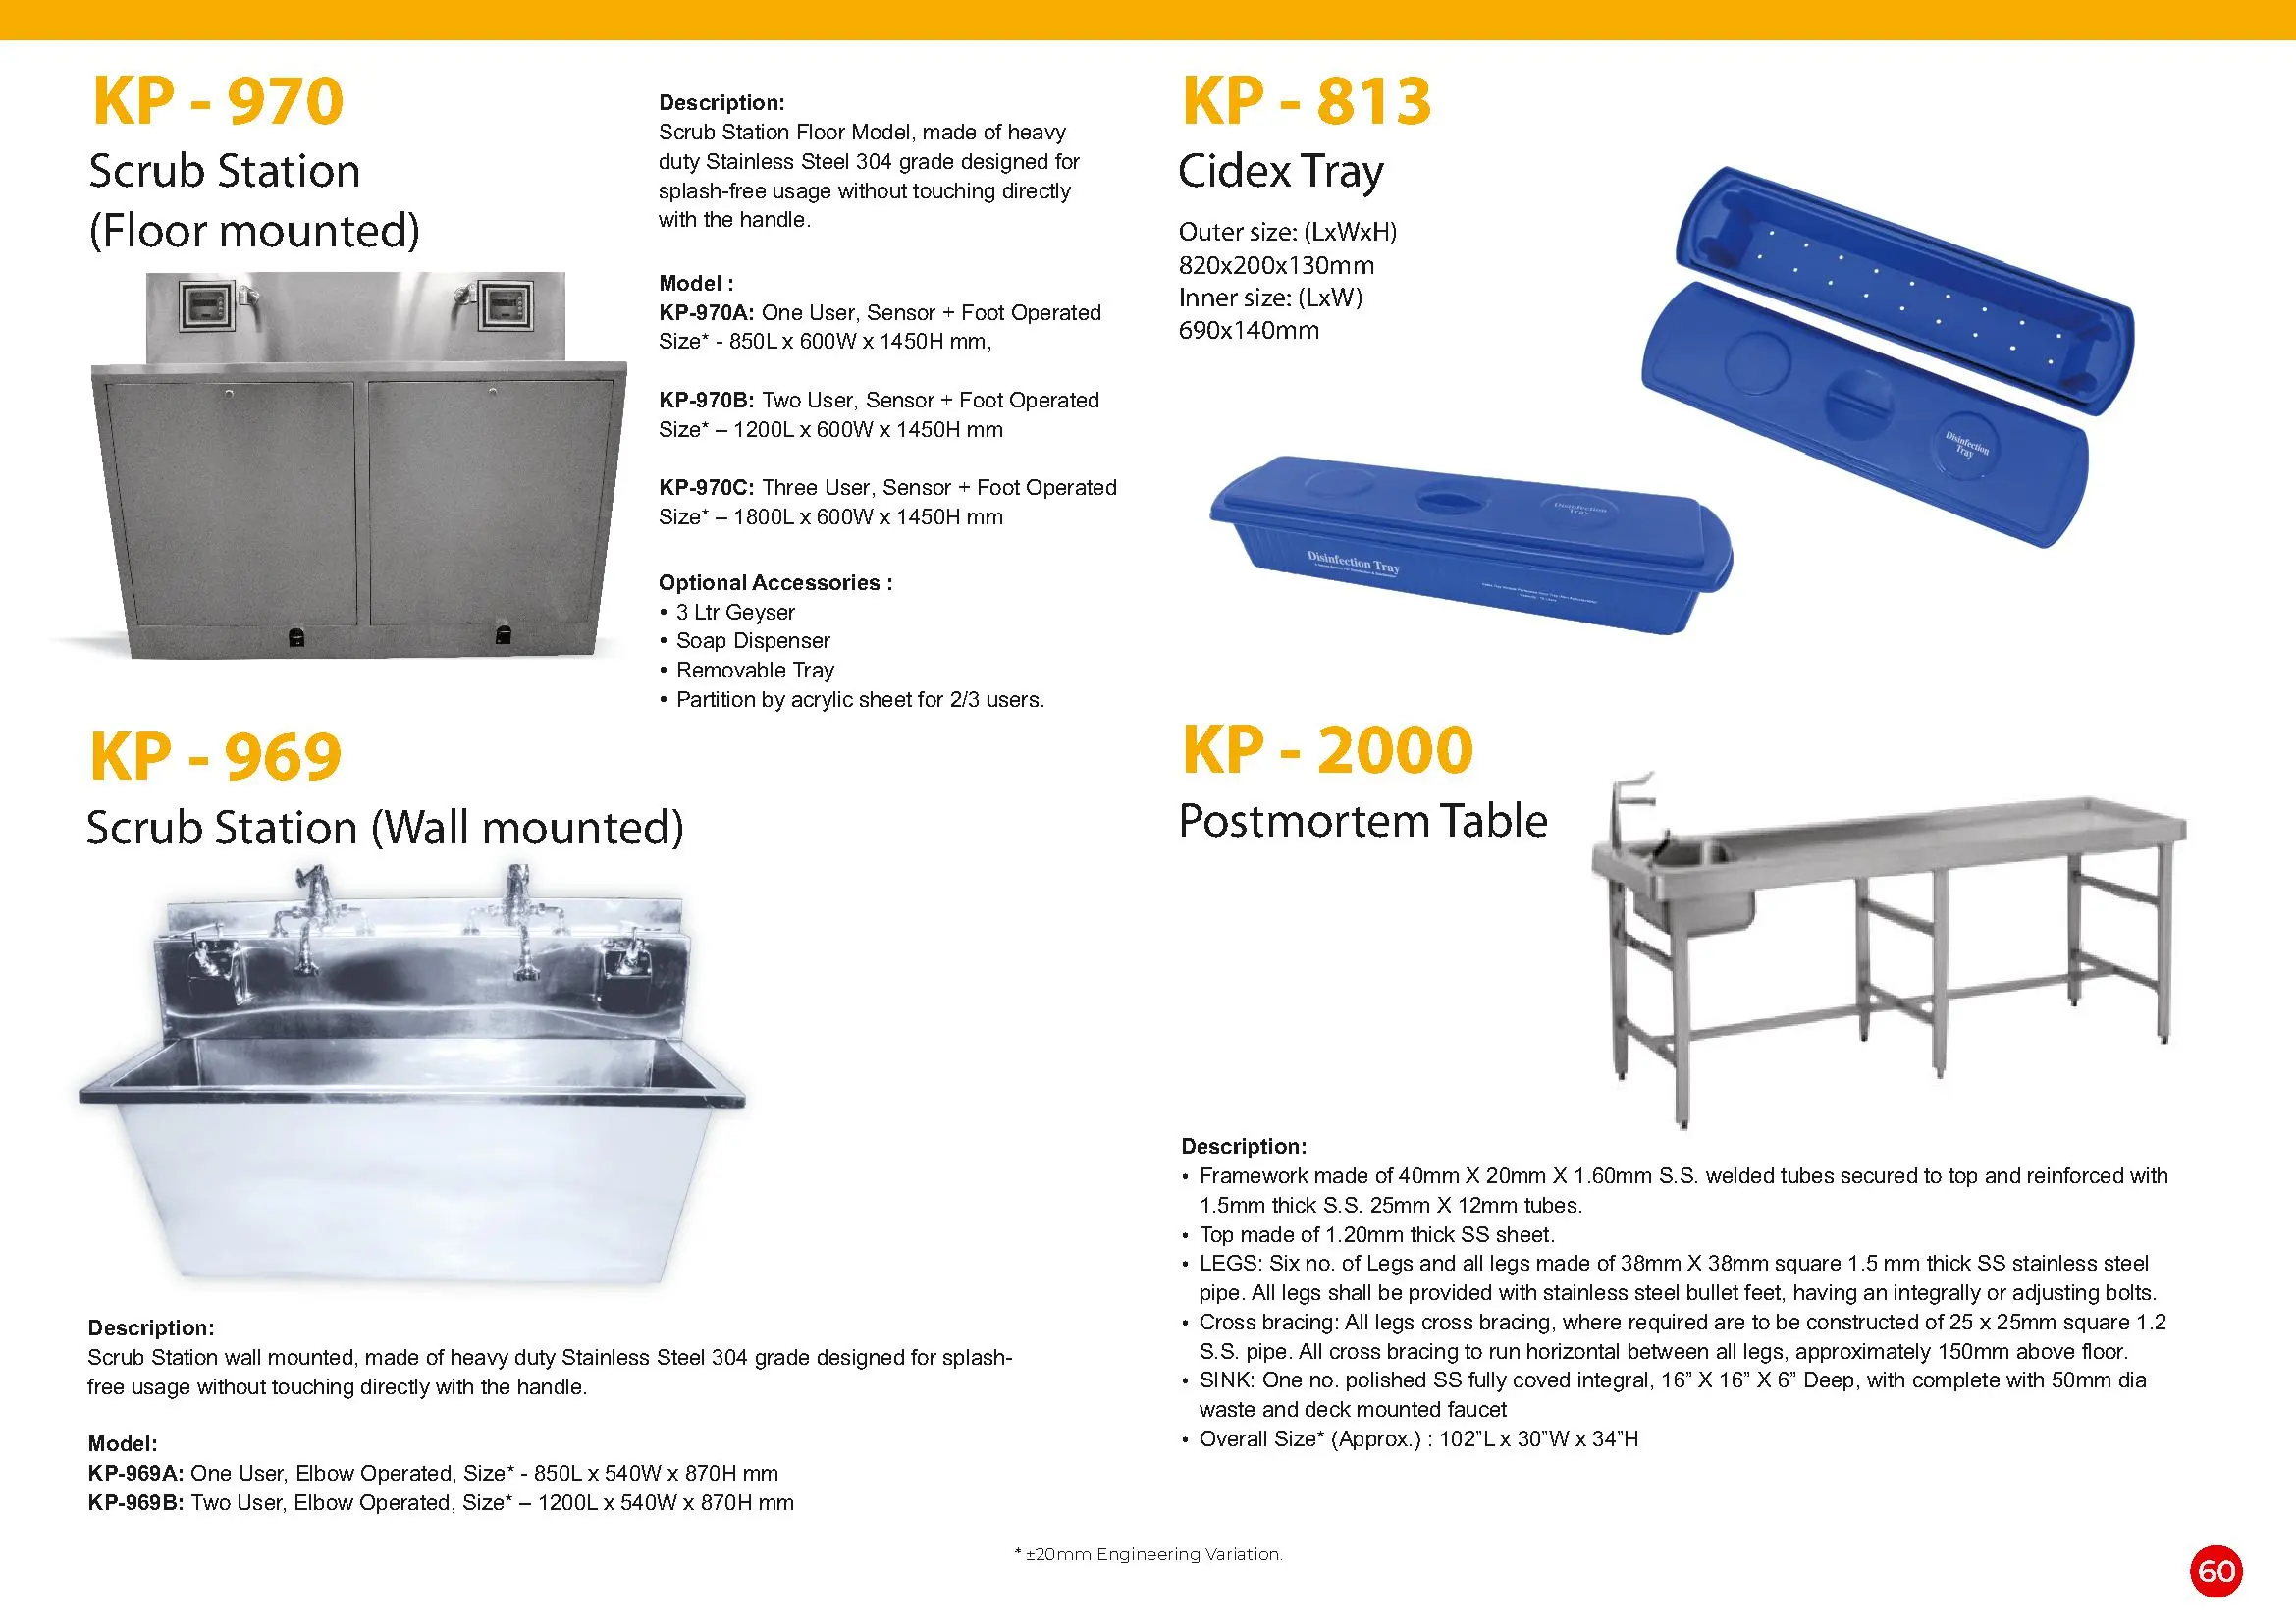 KP - 970
Scrub Station
(Floor mounted)
Description:
Scrub Station Floor Model, made of heavy
duty Stainless Steel 304 grade designed for
splash-free usage without touching directly
with the handle.
Model :
KP-970A: One User, Sensor + Foot Operated
Size* - 850L x 600W x 1450H mm,
KP-970B: Two User, Sensor + Foot Operated
Size* – 1200L x 600W x 1450H mm
KP-970C: Three User, Sensor + Foot Operated
Size* – 1800L x 600W x 1450H mm
Optional Accessories :
• 3 Ltr Geyser
• Soap Dispenser
• Removable Tray
• Partition by acrylic sheet for 2/3 users.
KP - 969
Scrub Station (Wall mounted)
Description:
Scrub Station wall mounted, made of heavy duty Stainless Steel 304 grade designed for splash-
free usage without touching directly with the handle.
Model:
KP-969A: One User, Elbow Operated, Size* - 850L x 540W x 870H mm
KP-969B: Two User, Elbow Operated, Size* – 1200L x 540W x 870H mm
KP - 813
Cidex Tray
Outer size: (LxWxH)
820x200x130mm
Inner size: (LxW)
690x140mm
Disinfection
Tray
Disinfection
Tray
Disinfection Tray
KP - 2000
Postmortem Table
Description:
• Framework made of 40mm X 20mm X 1.60mm S.S. welded tubes secured to top and reinforced with
1.5mm thick S.S. 25mm X 12mm tubes.
• Top made of 1.20mm thick SS sheet.
• LEGS: Six no. of Legs and all legs made of 38mm X 38mm square 1.5 mm thick SS stainless steel
pipe. All legs shall be provided with stainless steel bullet feet, having an integrally or adjusting bolts.
• Cross bracing: All legs cross bracing, where required are to be constructed of 25 x 25mm square 1.2
S.S. pipe. All cross bracing to run horizontal between all legs, approximately 150mm above floor.
• SINK: One no. polished SS fully coved integral, 16” X 16” X 6” Deep, with complete with 50mm dia
waste and deck mounted faucet
• Overall Size* (Approx.) : 102”L x 30”W x 34”H
* ±20mm Engineering Variation.
60